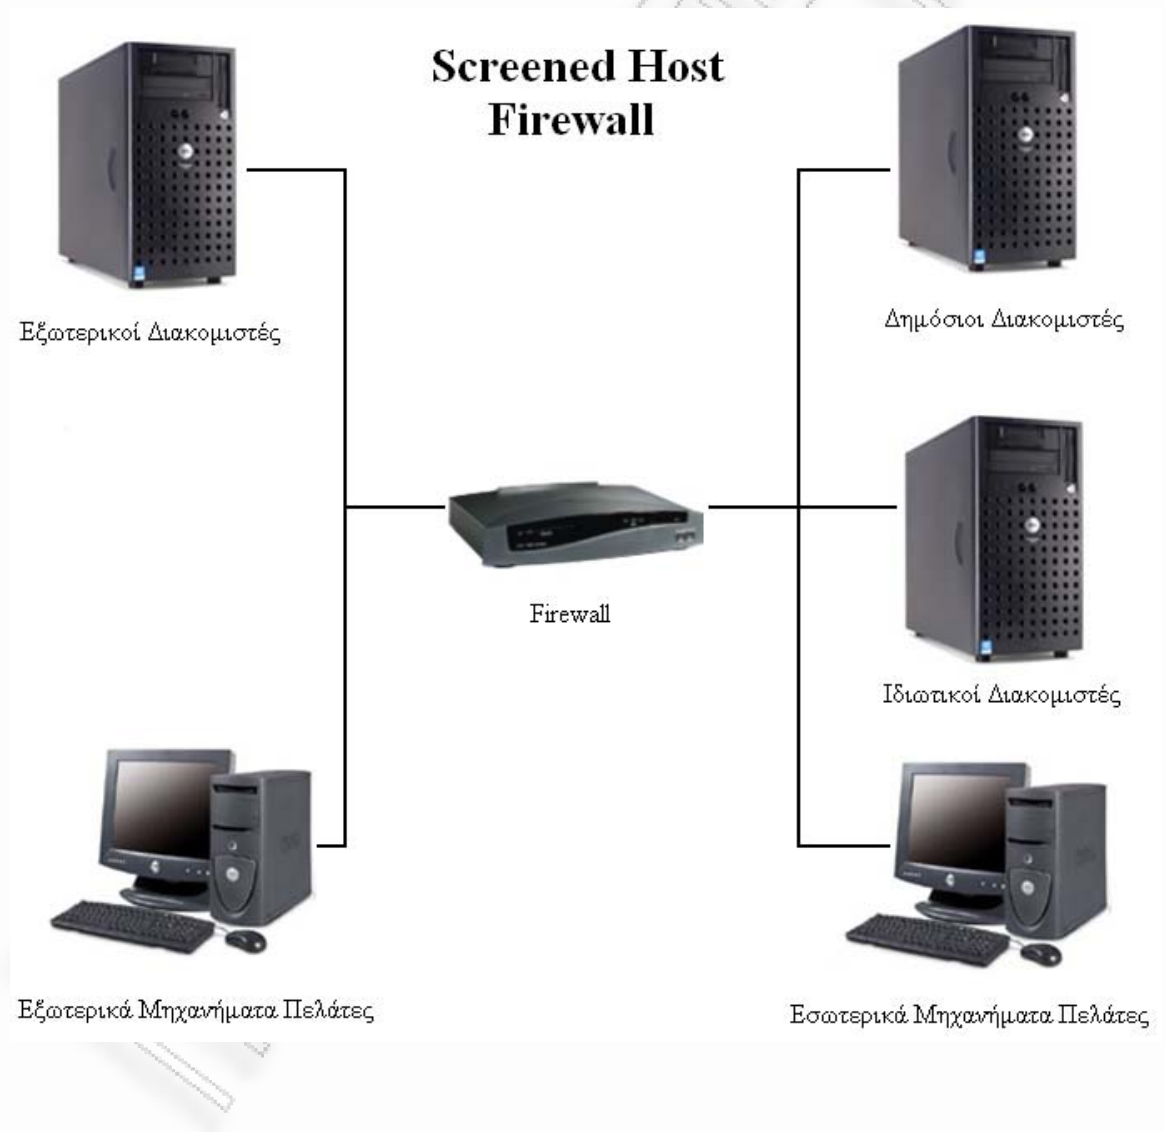 Screened Host
Firewall
Εξωτερικοί Διακομιστές
Δημόσιοι Διακομιστές
Firewall
Ιδιωτικοί Διακομιστές
Εξωτερικά Μηχανήματα Πελάτες
Εσωτερικά Μηχανήματα Πελάτες